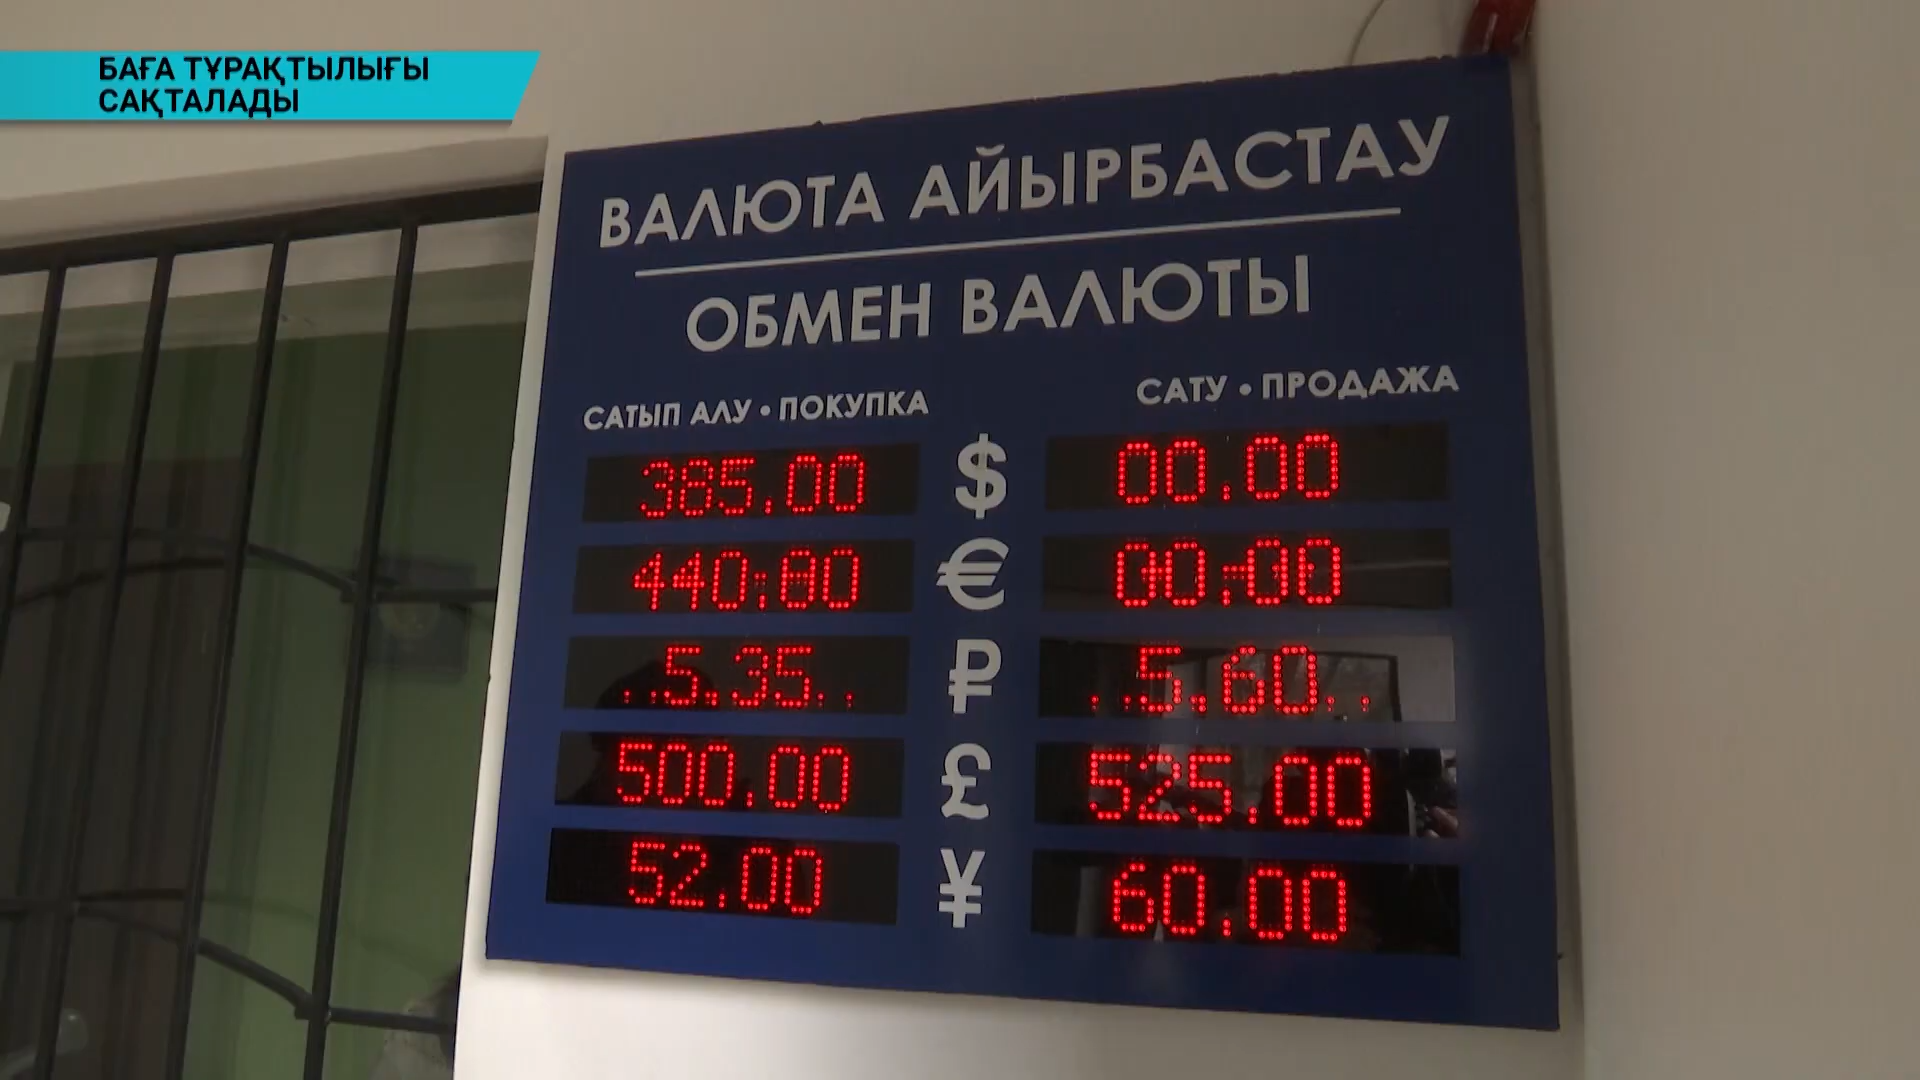 БАҒА ТҰРАҚТЫЛЫҒЫ
САҚТАЛАДЫ
ВАЛЮТА АЙЫРБАСТАУ
ОБМЕН ВАЛЮТЫ
САТЫП АЛУ • ПОКУПКА
САТУ • ПРОДАЖА
385.00 $ 00.00
440.80 € 00.00
5.35 ₽ 5.60
500.00 £ 525.00
52.00 ¥ 60.00